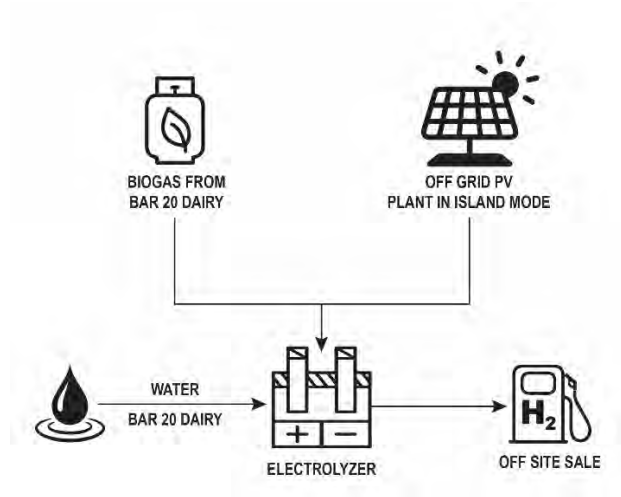 BIOGAS FROM
BAR 20 DAIRY
OFF GRID PV
PLANT IN ISLAND MODE
WATER
BAR 20 DAIRY
+ −
ELECTROLYZER
H2
OFF SITE SALE